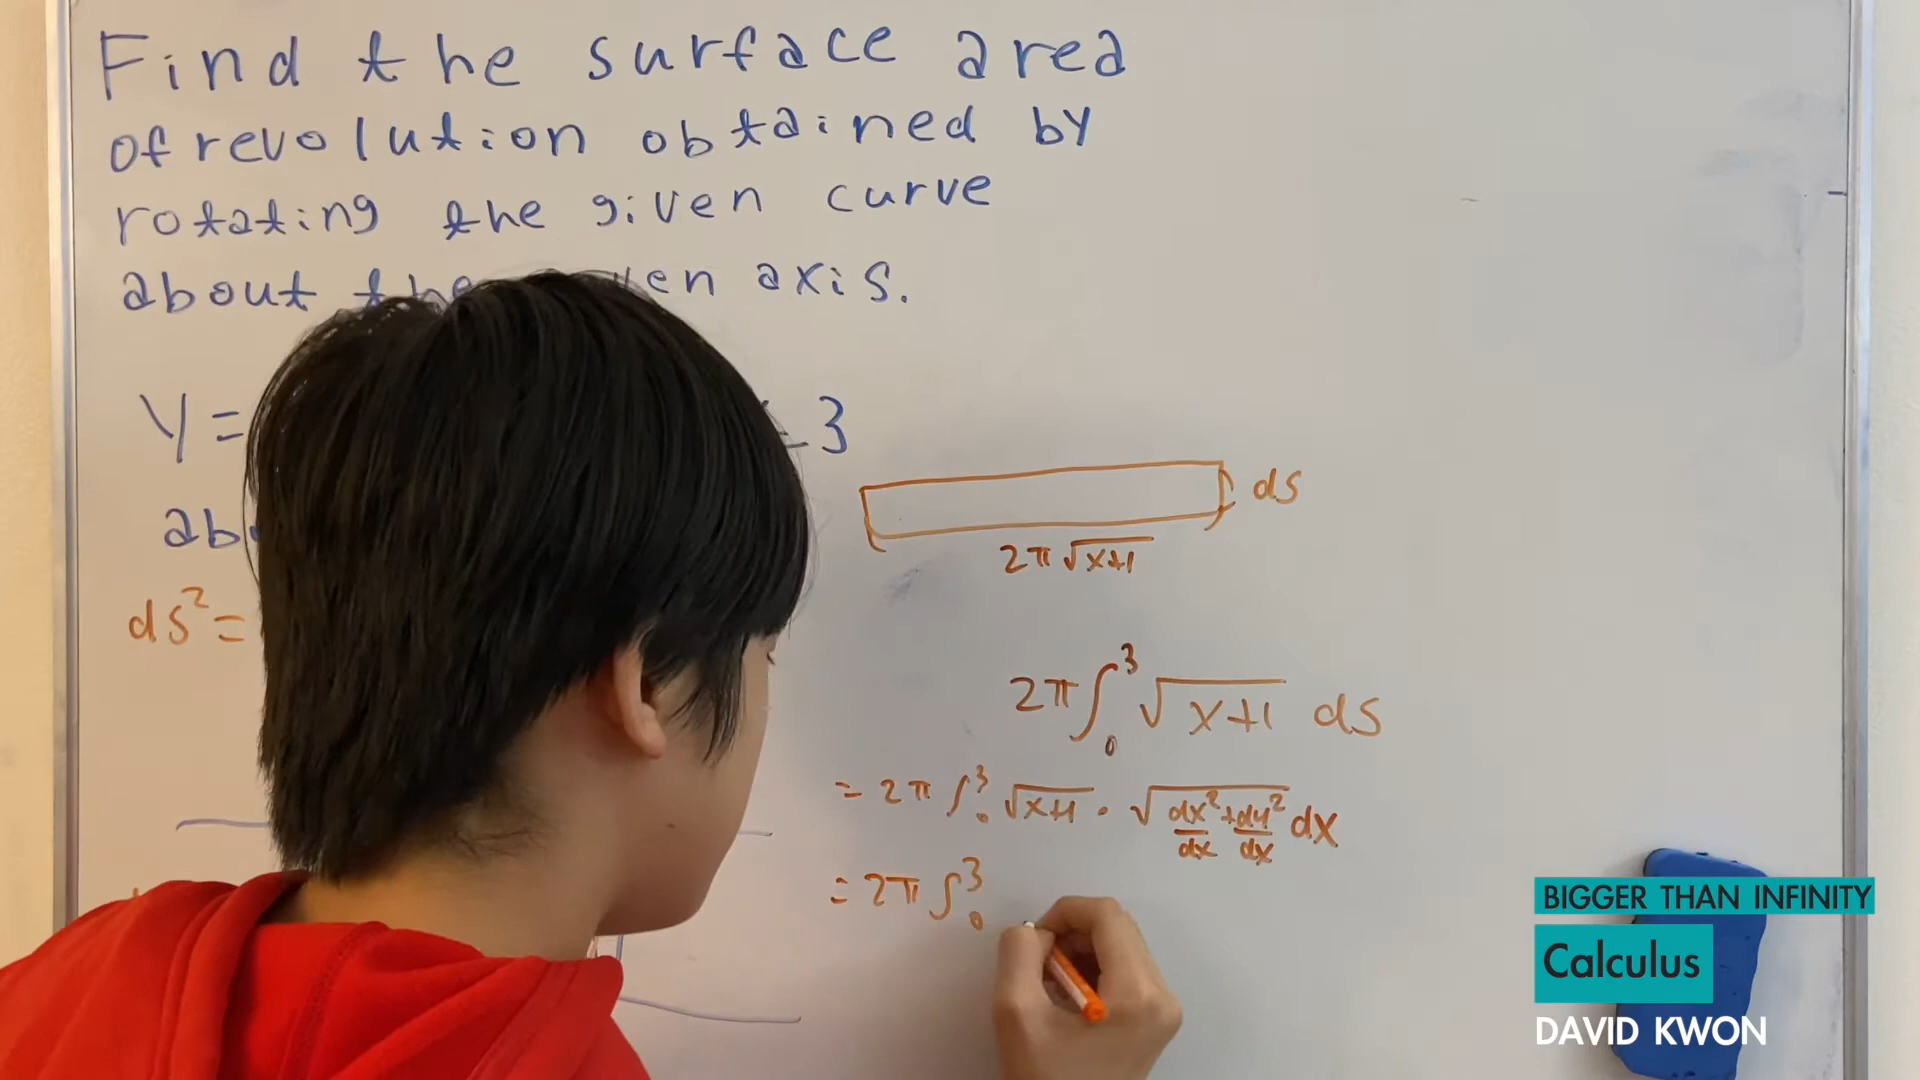 Find the surface area
of revolution obtained by
rotating the given curve
about the axis.
y= 3
ds
2π√x+1
ds²=
2π∫₀³ √x+1 ds
= 2π ∫₀³ √x+1 · √dx²/dx+dy²/dx dx
= 2π ∫₀³
BIGGER THAN INFINITY
Calculus
DAVID KWON